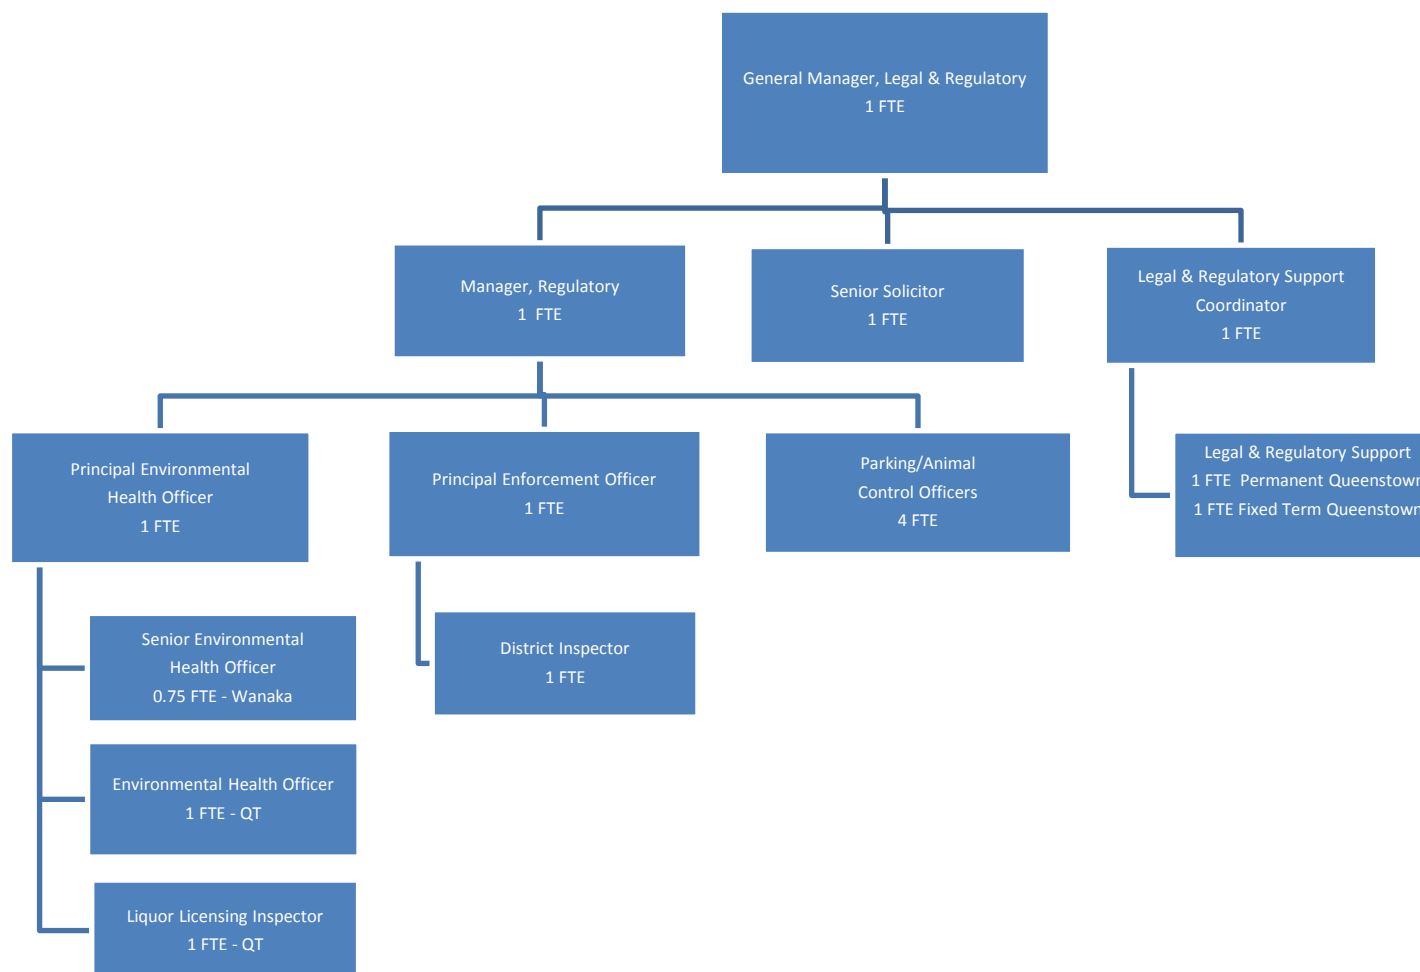 General Manager, Legal & Regulatory
1 FTE
Manager, Regulatory
1 FTE
Senior Solicitor
1 FTE
Legal & Regulatory Support
Coordinator
1 FTE
Principal Environmental
Health Officer
1 FTE
Principal Enforcement Officer
1 FTE
Parking/Animal
Control Officers
4 FTE
Legal & Regulatory Support
1 FTE Permanent Queenstown
1 FTE Fixed Term Queenstown
Senior Environmental
Health Officer
0.75 FTE - Wanaka
District Inspector
1 FTE
Environmental Health Officer
1 FTE - QT
Liquor Licensing Inspector
1 FTE - QT